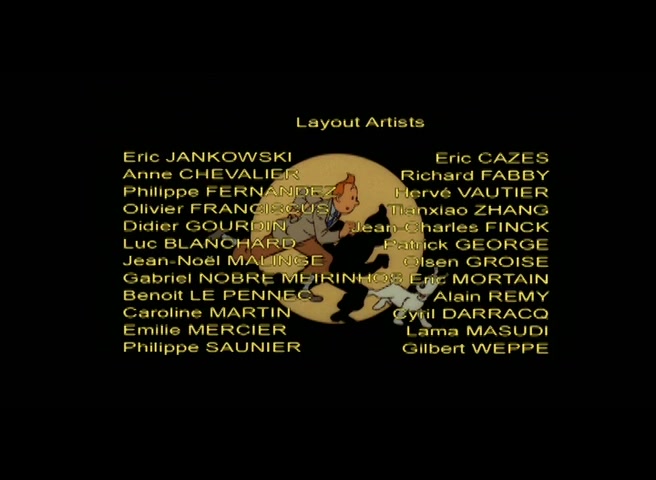 Layout Artists
Eric JANKOWSKI Eric CAZES
Anne CHEVALIER Richard FABBY
Philippe FERNANDEZ Hervé VAUTIER
Olivier FRANCISCUS Tianxiao ZHANG
Didier GOURDIN Jean-Charles FINCK
Luc BLANCHARD Patrick GEORGE
Jean-Noël MALINGE Olsen GROISE
Gabriel NOBRE MEIRINHOS Eric MORTAIN
Benoit LE PENNEC Alain REMY
Caroline MARTIN Cyril DARRACQ
Emilie MERCIER Lama MASUDI
Philippe SAUNIER Gilbert WEPPE